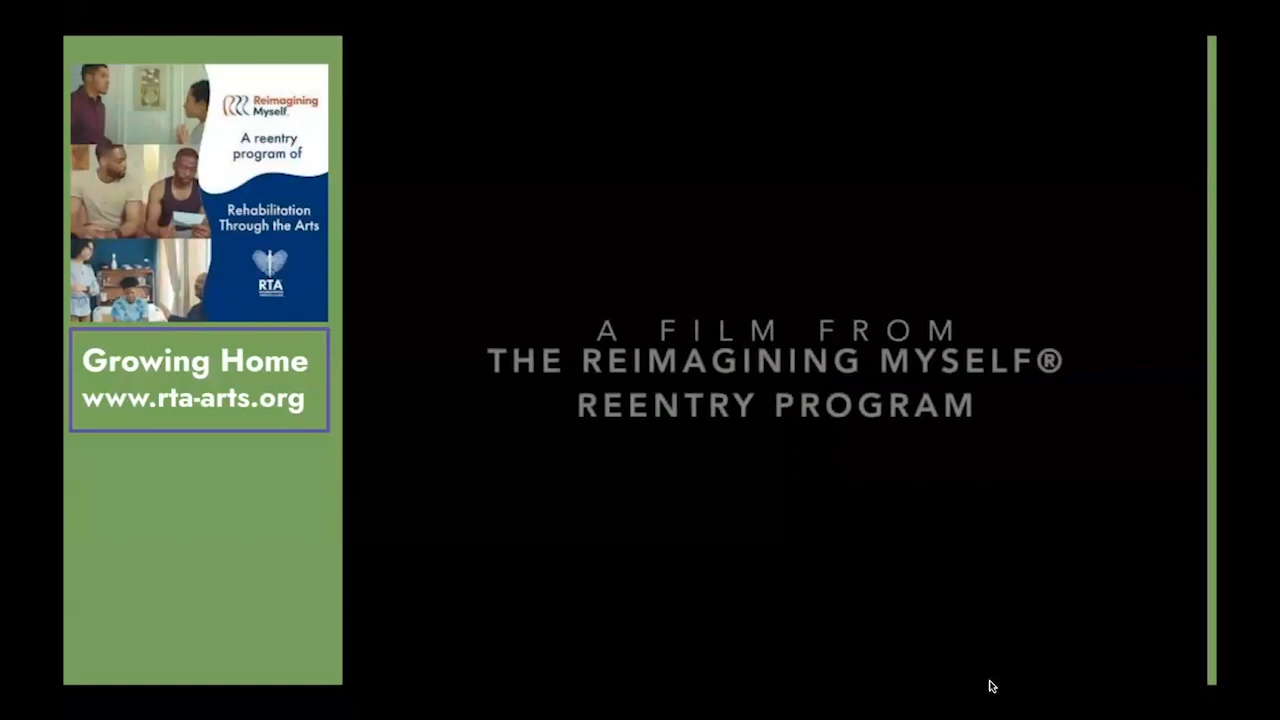 Reimagining
Myself
A reentry
program of
Rehabilitation
Through the Arts
RTA
Growing Home
www.rta-arts.org
A FILM FROM
THE REIMAGINING MYSELF®
REENTRY PROGRAM